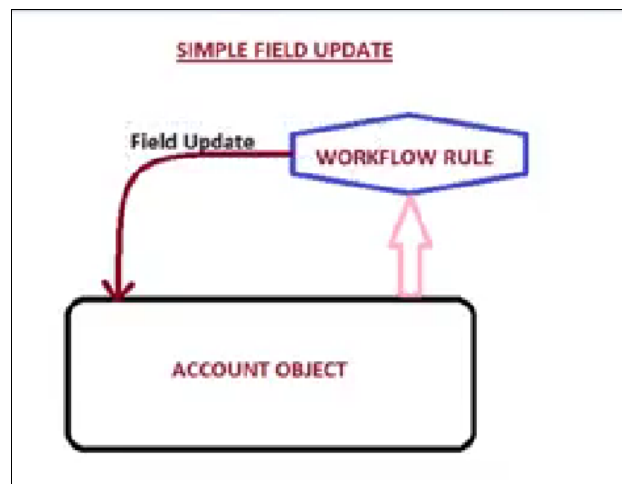 SIMPLE FIELD UPDATE
Field Update
WORKFLOW RULE
ACCOUNT OBJECT